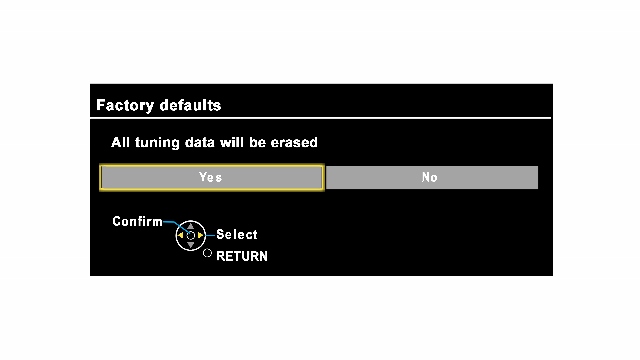 Factory defaults
All tuning data will be erased
Yes No
Confirm
Select
RETURN